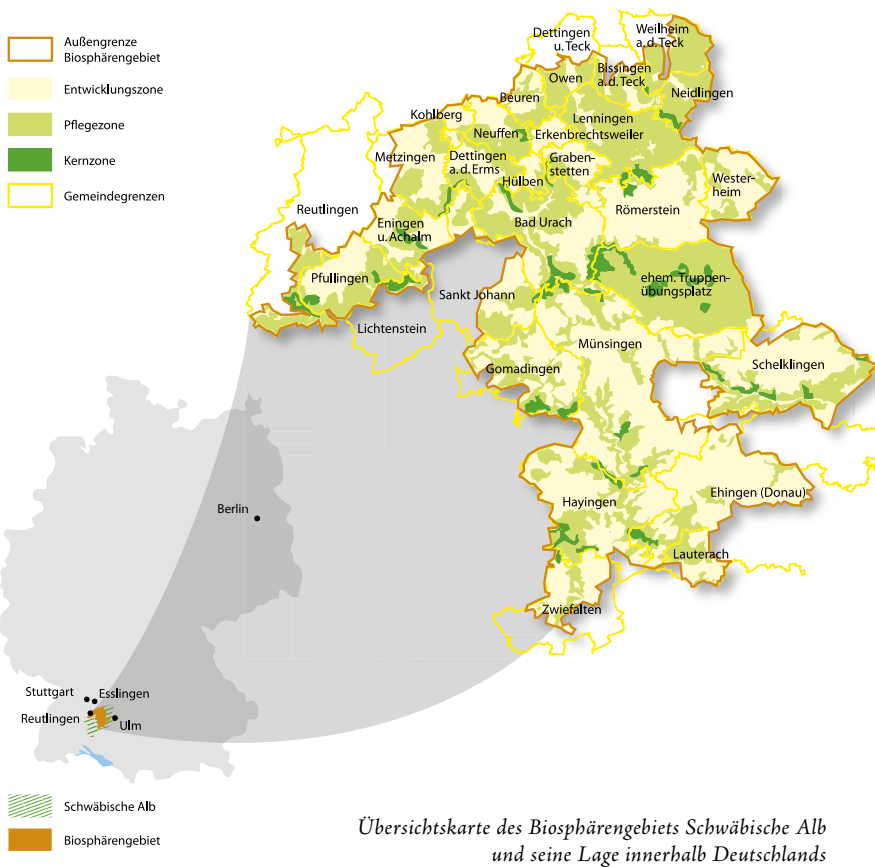 Außengrenze
Biosphärengebiet
Entwicklungszone
Pflegezone
Kernzone
Gemeindegrenzen
Dettingen
u. Teck
Weilheim
a. d. Teck
Owen
Bissingen
a. d. Teck
Beuren
Neidlingen
Kohlberg
Lenningen
Neuffen
Erkenbrechtsweiler
Metzingen
Dettingen
a. d. Erms
Graben-
stetten
Hülben
Wester-
heim
Reutlingen
Römerstein
Eningen
u. Achalm
Bad Urach
Pfullingen
ehem. Truppen-
übungsplatz
Sankt Johann
Lichtenstein
Münsingen
Schelklingen
Gomadingen
Ehingen (Donau)
Hayingen
Berlin
Lauterach
Zwiefalten
Stuttgart
Esslingen
Reutlingen
Ulm
Schwäbische Alb
Biosphärengebiet
Übersichtskarte des Biosphärengebiets Schwäbische Alb
und seine Lage innerhalb Deutschlands